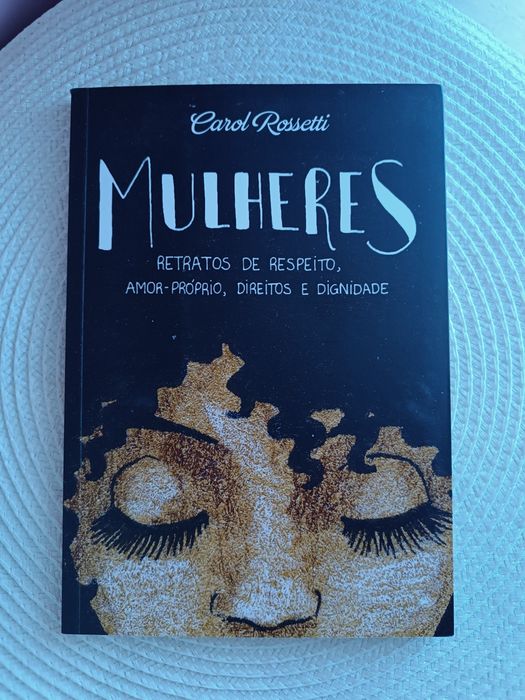 Carol Rossetti
MULHERES
RETRATOS DE RESPEITO,
AMOR-PRÓPRIO, DIREITOS E DIGNIDADE